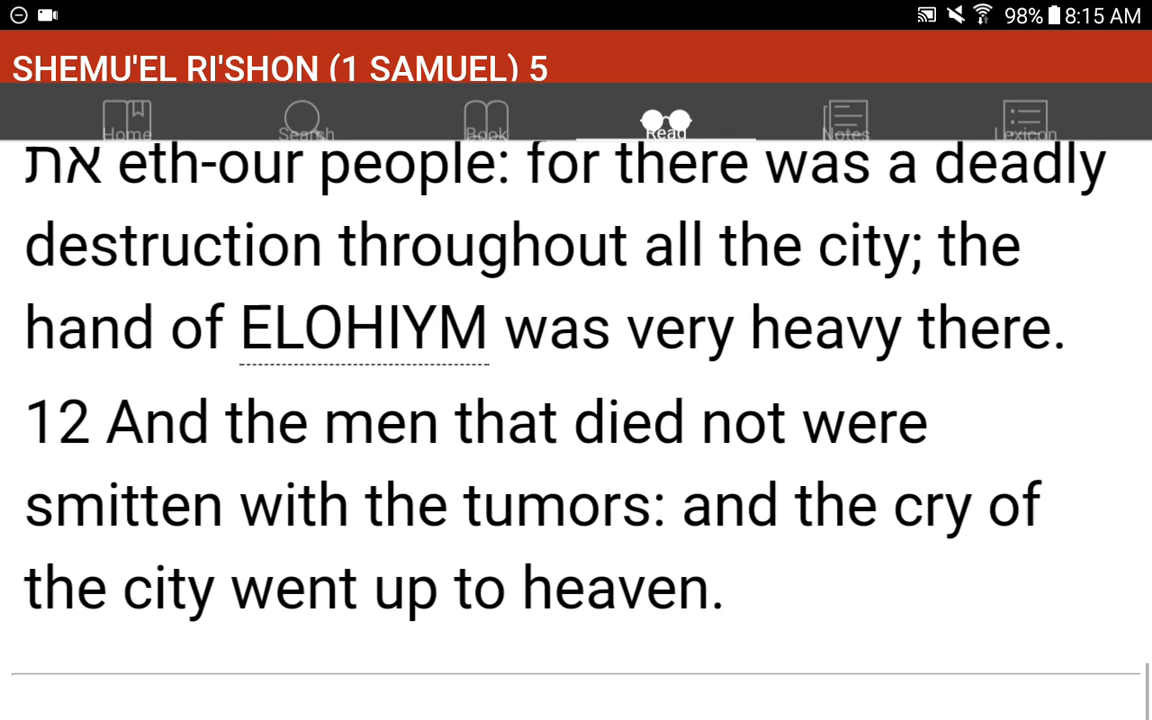 98% 8:15 AM
SHEMU'EL RI'SHON (1 SAMUEL) 5
Home Search Book Read Notes Lexicon
את eth-our people: for there was a deadly
destruction throughout all the city; the
hand of ELOHIYM was very heavy there.
12 And the men that died not were
smitten with the tumors: and the cry of
the city went up to heaven.